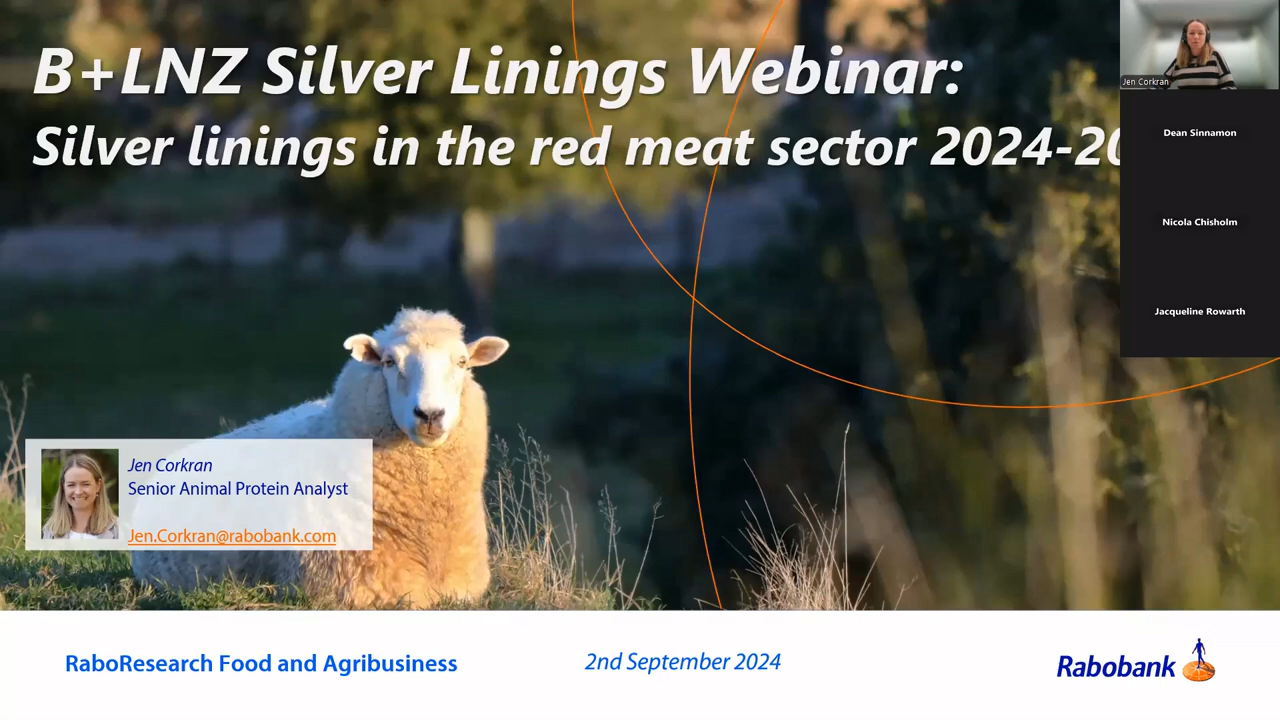 B+LNZ Silver Linings Webinar:
Silver linings in the red meat sector 2024-20
Jen Corkran
Dean Sinnamon
Nicola Chisholm
Jacqueline Rowarth
Jen Corkran
Senior Animal Protein Analyst
Jen.Corkran@rabobank.com
RaboResearch Food and Agribusiness
2nd September 2024
Rabobank